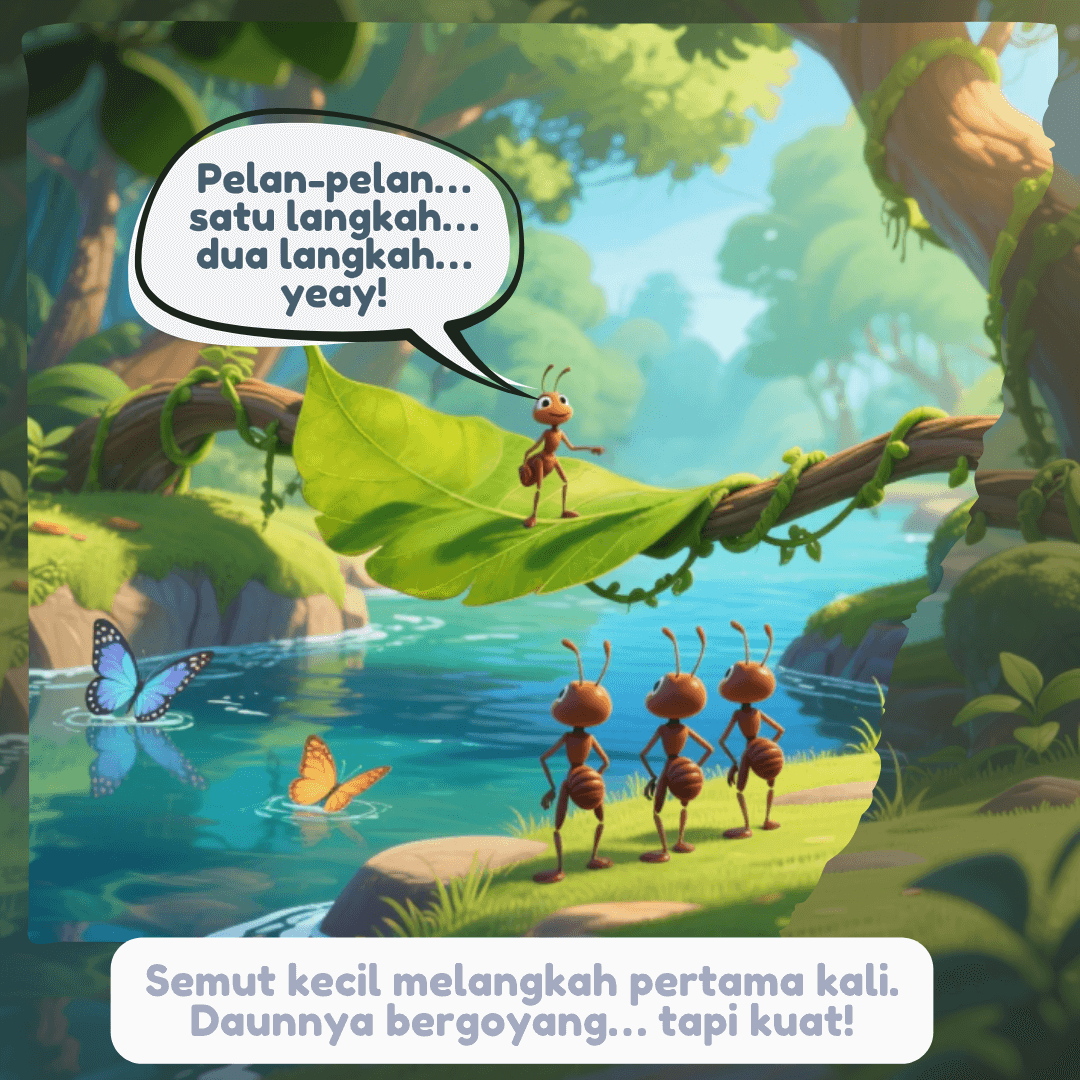 Pelan-pelan...
satu langkah...
dua langkah...
yeay!
Semut kecil melangkah pertama kali.
Daunnya bergoyang... tapi kuat!